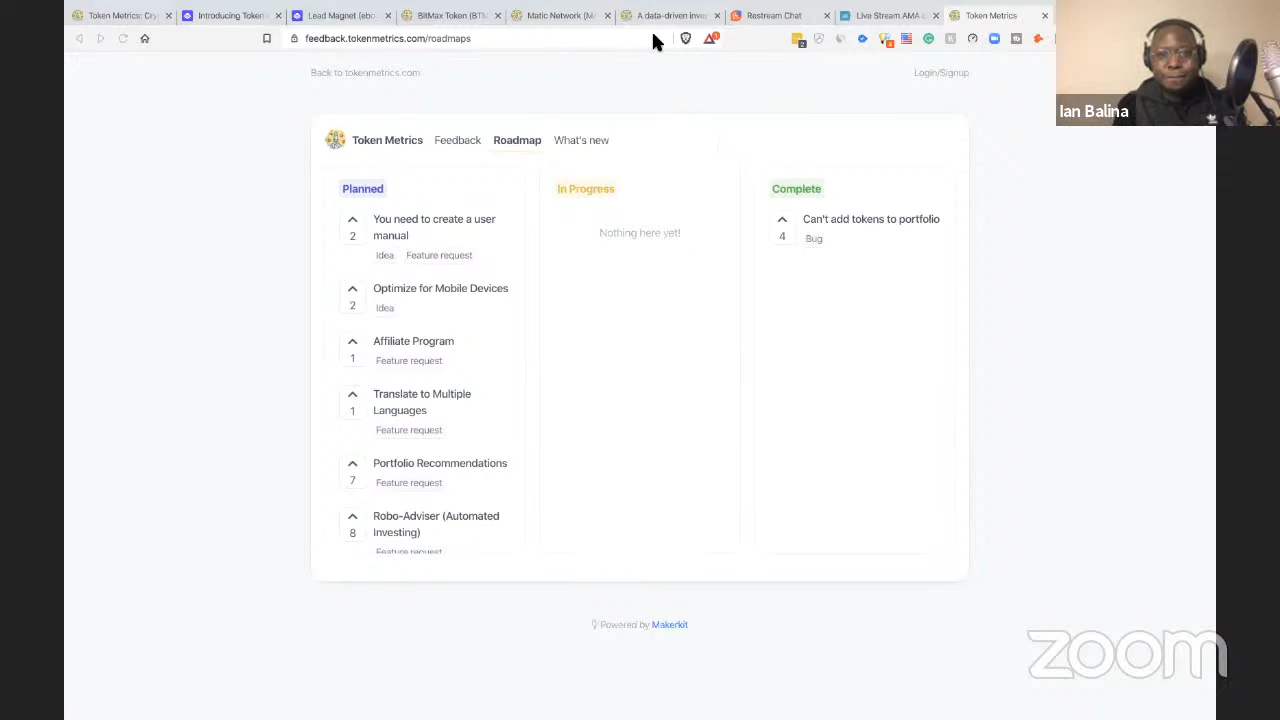 Token Metrics: Cry
Introducing Token
Lead Magnet (ebo
BitMax Token (BTM
Matic Network (MA
A data-driven inve
Restream Chat
Live Stream AMA
Token Metrics
feedback.tokenmetrics.com/roadmaps
Back to tokenmetrics.com
Login/Signup
Ian Balina
Token Metrics Feedback Roadmap What's new
Planned
You need to create a user
manual
2
Idea Feature request
Optimize for Mobile Devices
2
Idea
Affiliate Program
1
Feature request
Translate to Multiple
Languages
1
Feature request
Portfolio Recommendations
7
Feature request
Robo-Adviser (Automated
Investing)
8
Feature request
In Progress
Nothing here yet!
Complete
Can't add tokens to portfolio
4
Bug
Powered by Makerkit
zoom